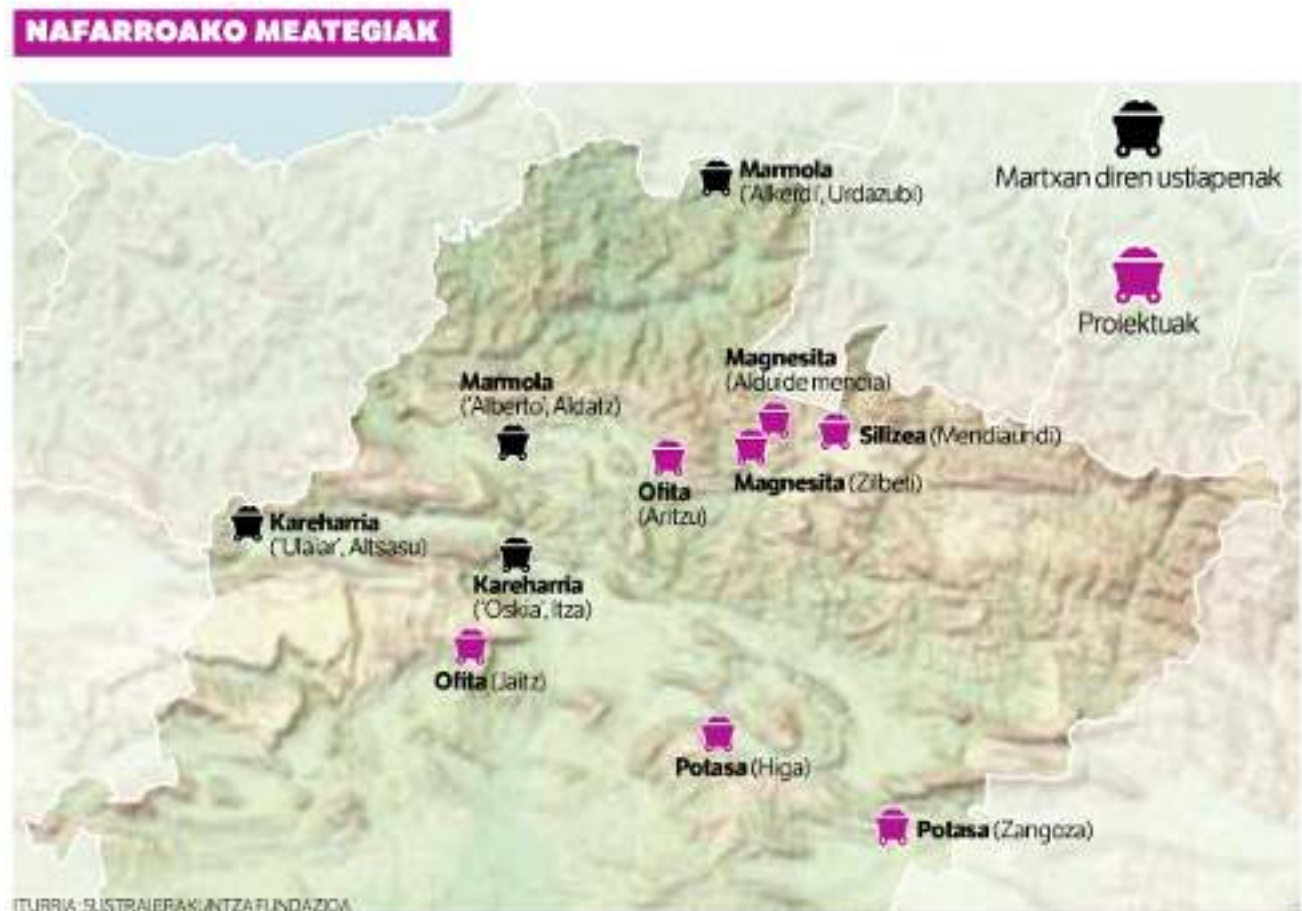 NAFARROAKO MEATEGIAK
Marmola
('Alkerdi', Urdazubi)
Martxan diren ustiapenak
Proiektuak
Magnesita
(Alduide mendia)
Marmola
('Alberto', Aldatz)
Silizea (Mendiaundi)
Magnesita (Zilbeti)
Ofita
(Aritzu)
Kareharria
('Ulaiar', Altsasu)
Kareharria
('Oskia', Itza)
Ofita (Jaitz)
Potasa (Higa)
Potasa (Zangoza)
ITURRIA: SUSTRAI ERAKUNTZA FUNDAZIOA